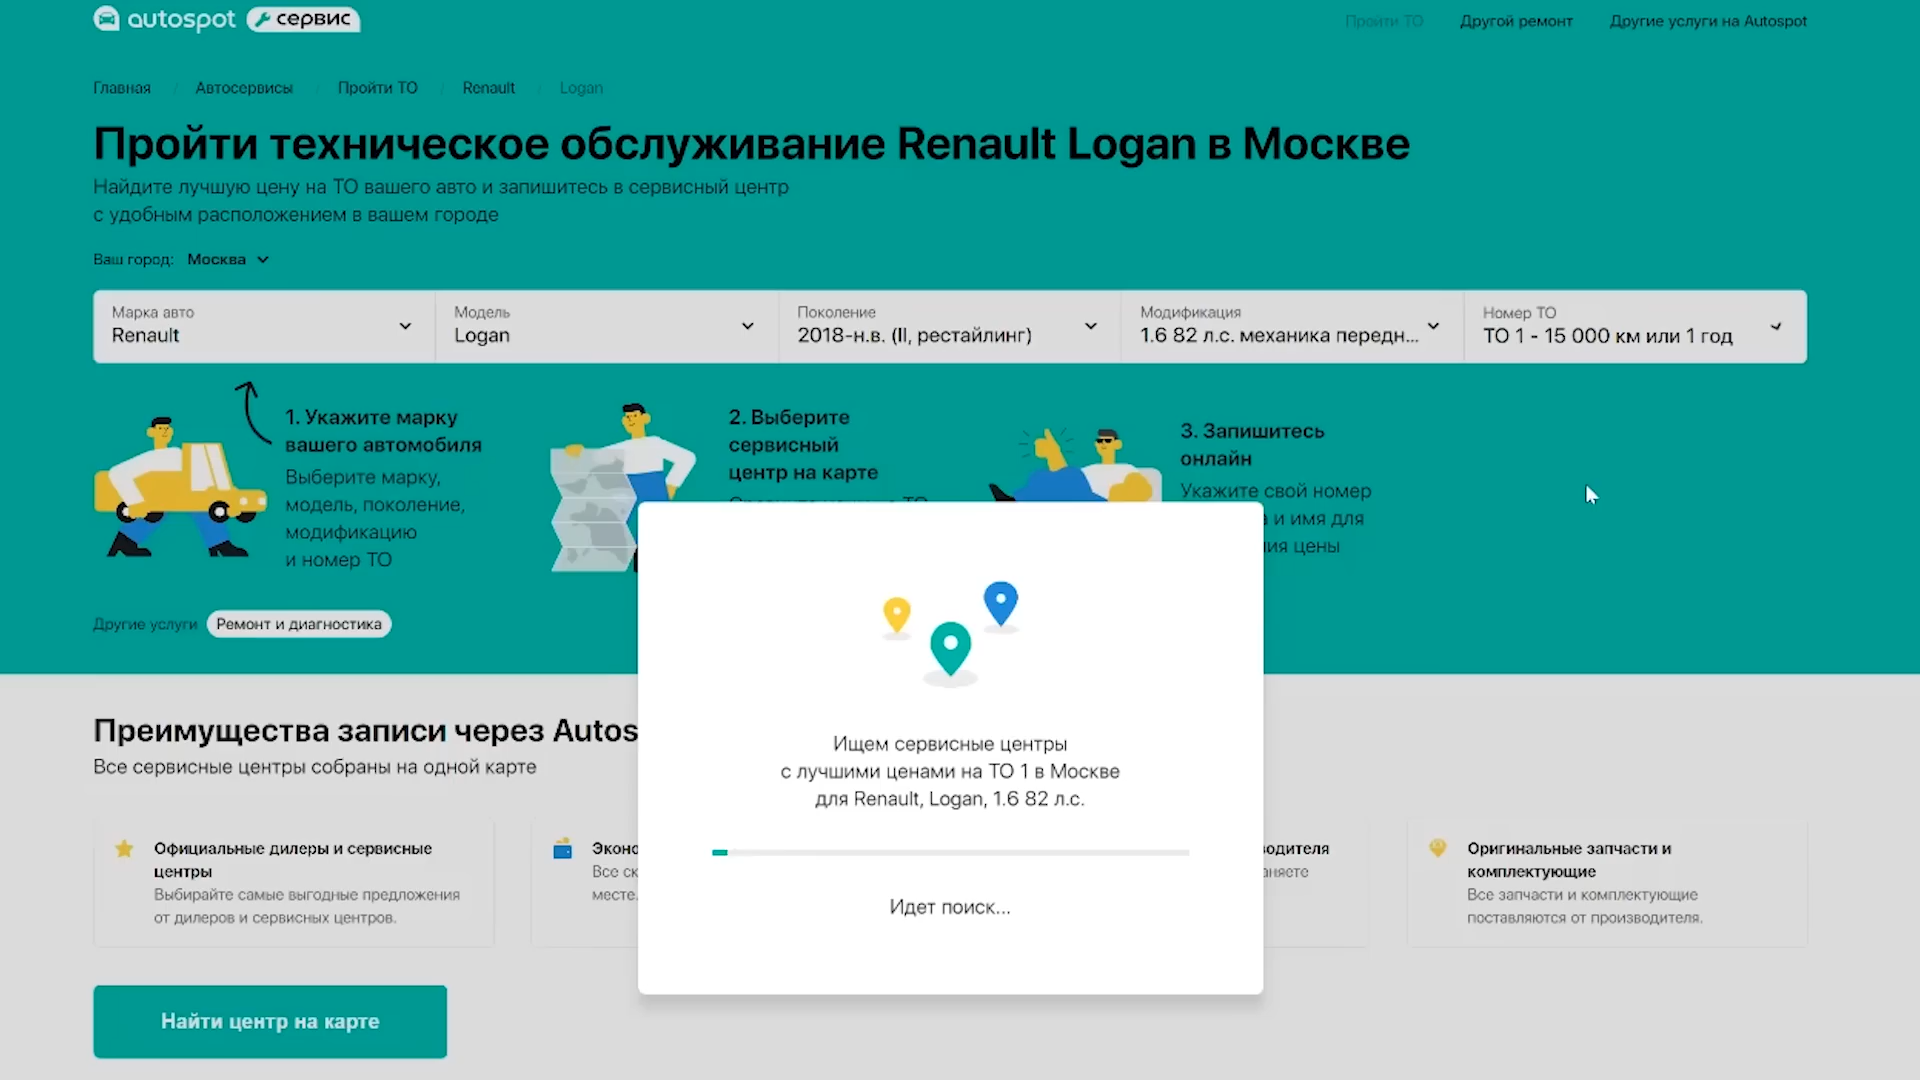 autospot сервис
Пройти ТО
Другой ремонт
Другие услуги на Autospot
Главная / Автосервисы / Пройти ТО / Renault / Logan
Пройти техническое обслуживание Renault Logan в Москве
Найдите лучшую цену на ТО вашего авто и запишитесь в сервисный центр
с удобным расположением в вашем городе
Ваш город: Москва
Марка авто
Renault
Модель
Logan
Поколение
2018-н.в. (II, рестайлинг)
Модификация
1.6 82 л.с. механика передн...
Номер ТО
ТО 1 - 15 000 км или 1 год
1. Укажите марку
вашего автомобиля
Выберите марку,
модель, поколение,
модификацию
и номер ТО
2. Выберите
сервисный
центр на карте
3. Запишитесь
онлайн
Укажите свой номер
и имя для
цены
Другие услуги
Ремонт и диагностика
Ищем сервисные центры
с лучшими ценами на ТО 1 в Москве
для Renault, Logan, 1.6 82 л.с.
Идет поиск...
Преимущества записи через Autos
Все сервисные центры собраны на одной карте
Официальные дилеры и сервисные
центры
Выбирайте самые выгодные предложения
от дилеров и сервисных центров.
Эконо
Все ск
месте.
водителя
аняете
Оригинальные запчасти и
комплектующие
Все запчасти и комплектующие
поставляются от производителя.
Найти центр на карте